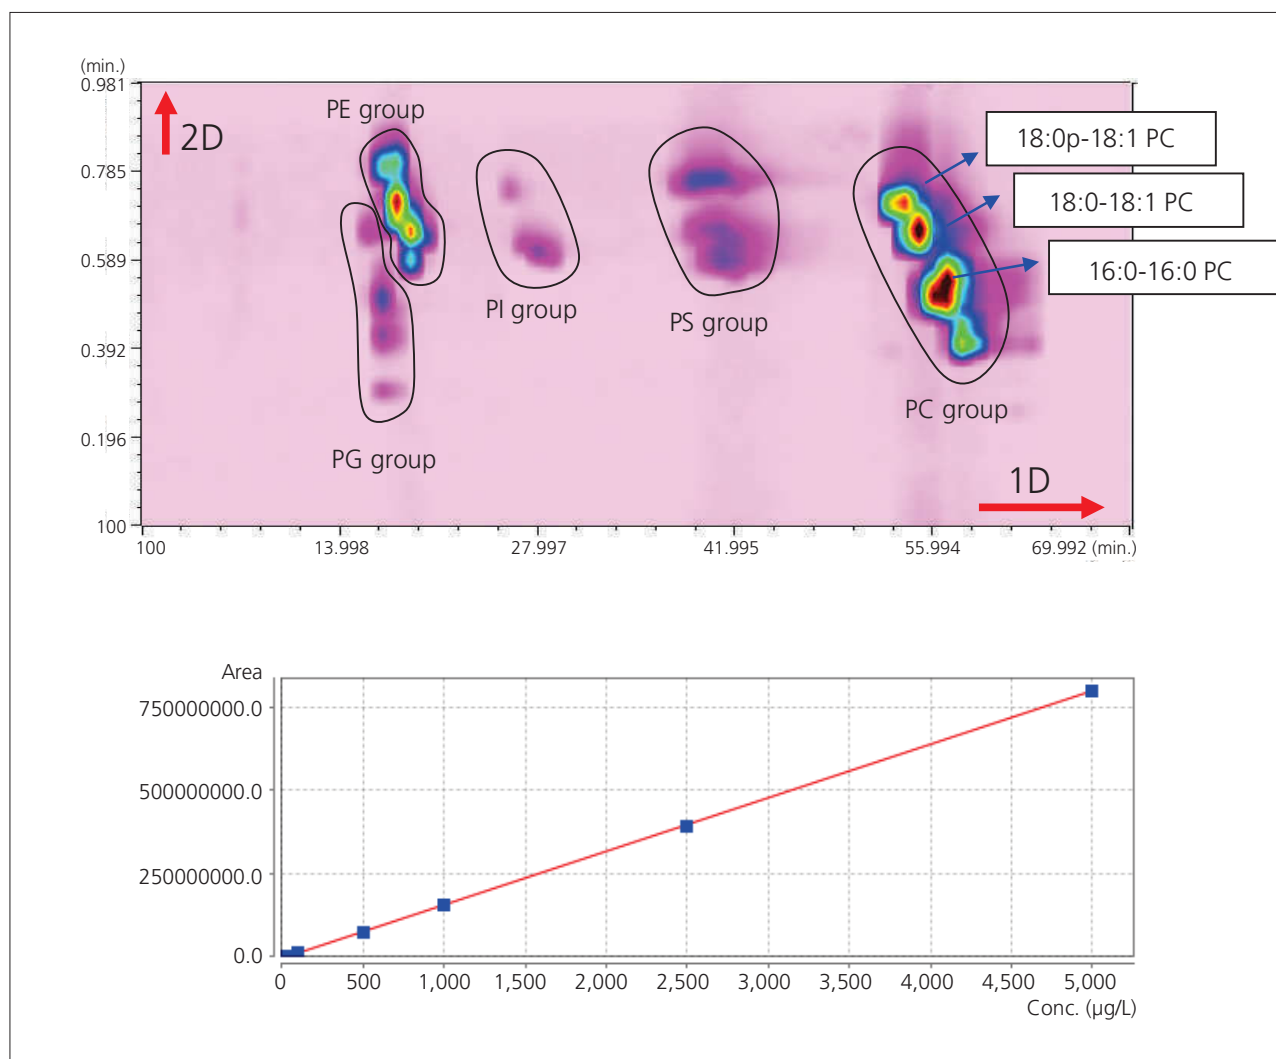 (min.)
0.981
2D
PE group
18:0p-18:1 PC
0.785
18:0-18:1 PC
0.589
16:0-16:0 PC
PI group
PS group
0.392
PC group
0.196
PG group
1D
100
100 13.998 27.997 41.995 55.994 69.992 (min.)
Area
750000000.0
500000000.0
250000000.0
0.0
0 500 1,000 1,500 2,000 2,500 3,000 3,500 4,000 4,500 5,000
Conc. (μg/L)